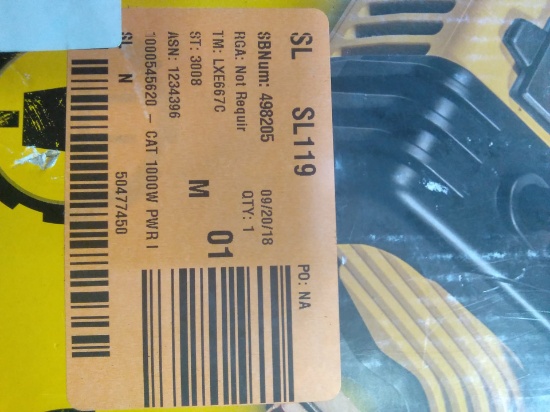 SL SL119 PO: NA
SBNum: 498205 09/20/18
RGA: Not Requir QTY: 1
TM: LXE667C
ST: 3008 M 01
ASN: 1234396
1000545620 - CAT 1000W PWR I
SL N 50477450